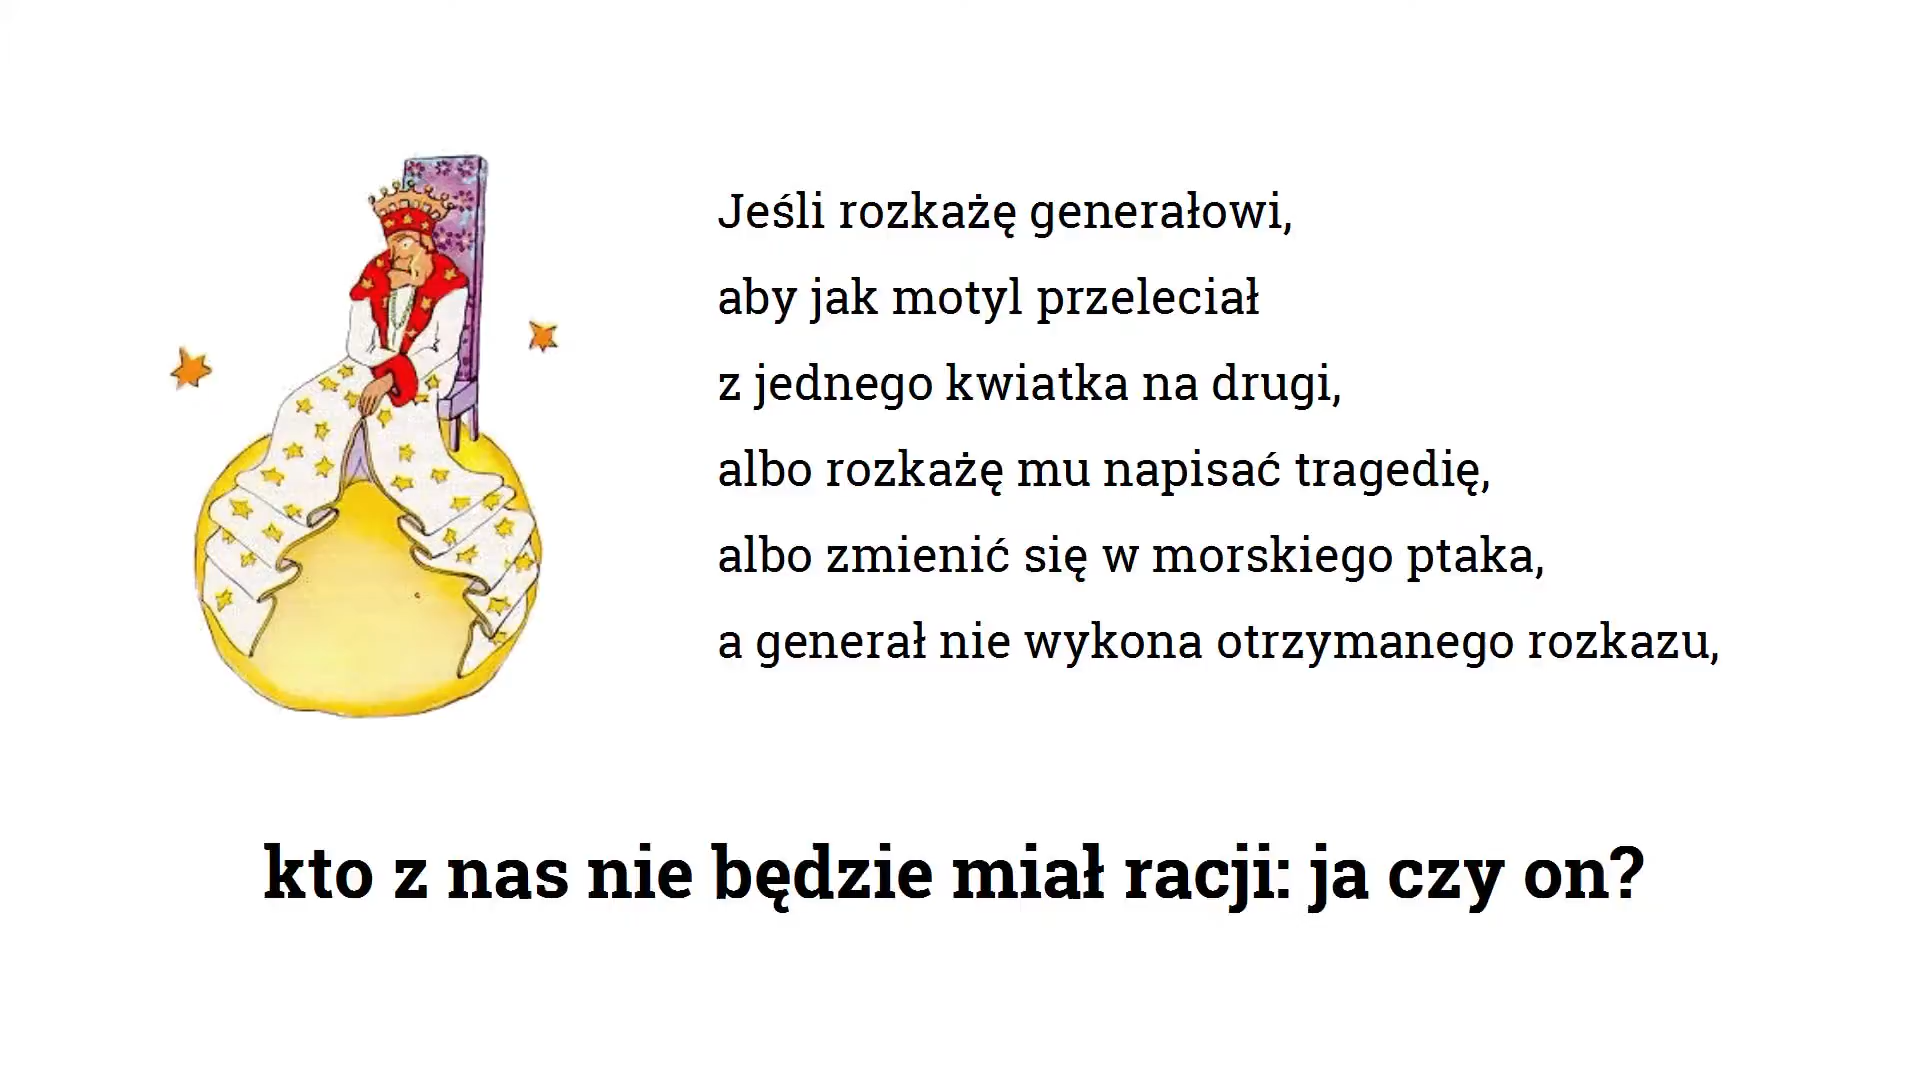 Jeśli rozkażę generałowi,
aby jak motyl przeleciał
z jednego kwiatka na drugi,
albo rozkażę mu napisać tragedię,
albo zmienić się w morskiego ptaka,
a generał nie wykona otrzymanego rozkazu,
kto z nas nie będzie miał racji: ja czy on?